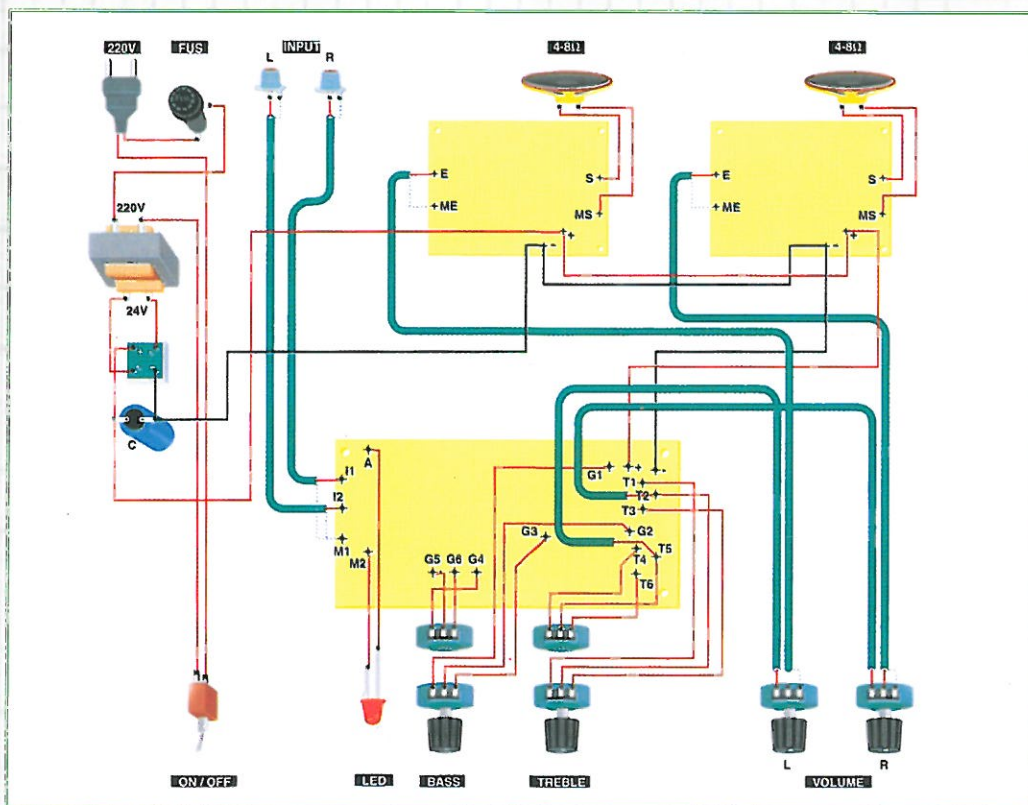 220V FUS INPUT 4-8Ω 4-8Ω
L R
E S E S
ME MS ME MS
+ +
- -
220V
24V
C
A
I1 G1 + -
T1
I2 T2
T3
G3 G2
M1 T5
M2 T4
G5 G6 G4
T6
L R
ON / OFF LED BASS TREBLE VOLUME